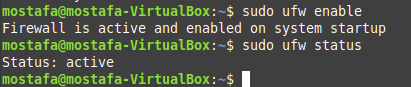 mostafa@mostafa-VirtualBox:~$ sudo ufw enable
Firewall is active and enabled on system startup
mostafa@mostafa-VirtualBox:~$ sudo ufw status
Status: active
mostafa@mostafa-VirtualBox:~$